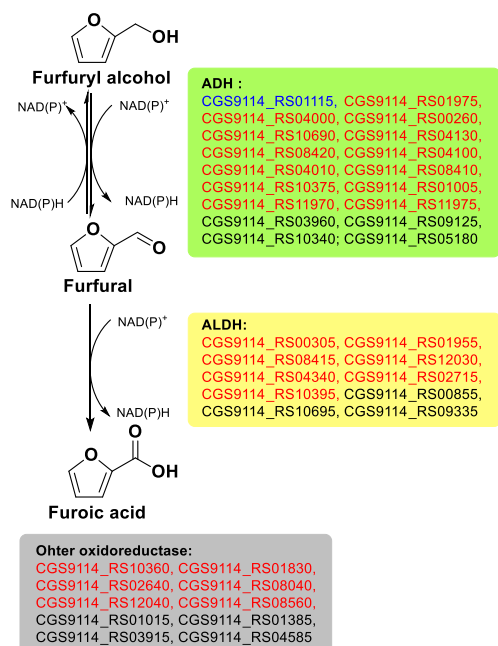 O
OH
Furfuryl alcohol
NAD(P)+
NAD(P)+
NAD(P)H
NAD(P)H
ADH :
CGS9114_RS01115, CGS9114_RS01975,
CGS9114_RS04000, CGS9114_RS00260,
CGS9114_RS10690, CGS9114_RS04130,
CGS9114_RS08420, CGS9114_RS04100,
CGS9114_RS04010, CGS9114_RS08410,
CGS9114_RS10375, CGS9114_RS01005,
CGS9114_RS11970, CGS9114_RS11975,
CGS9114_RS03960, CGS9114_RS09125,
CGS9114_RS10340; CGS9114_RS05180
O
O
Furfural
NAD(P)+
NAD(P)H
ALDH:
CGS9114_RS00305, CGS9114_RS01955,
CGS9114_RS08415, CGS9114_RS12030,
CGS9114_RS04340, CGS9114_RS02715,
CGS9114_RS10395, CGS9114_RS00855,
CGS9114_RS10695, CGS9114_RS09335
O
O
OH
Furoic acid
Ohter oxidoreductase:
CGS9114_RS10360, CGS9114_RS01830,
CGS9114_RS02640, CGS9114_RS08040,
CGS9114_RS12040, CGS9114_RS08560,
CGS9114_RS01015, CGS9114_RS01385,
CGS9114_RS03915, CGS9114_RS04585